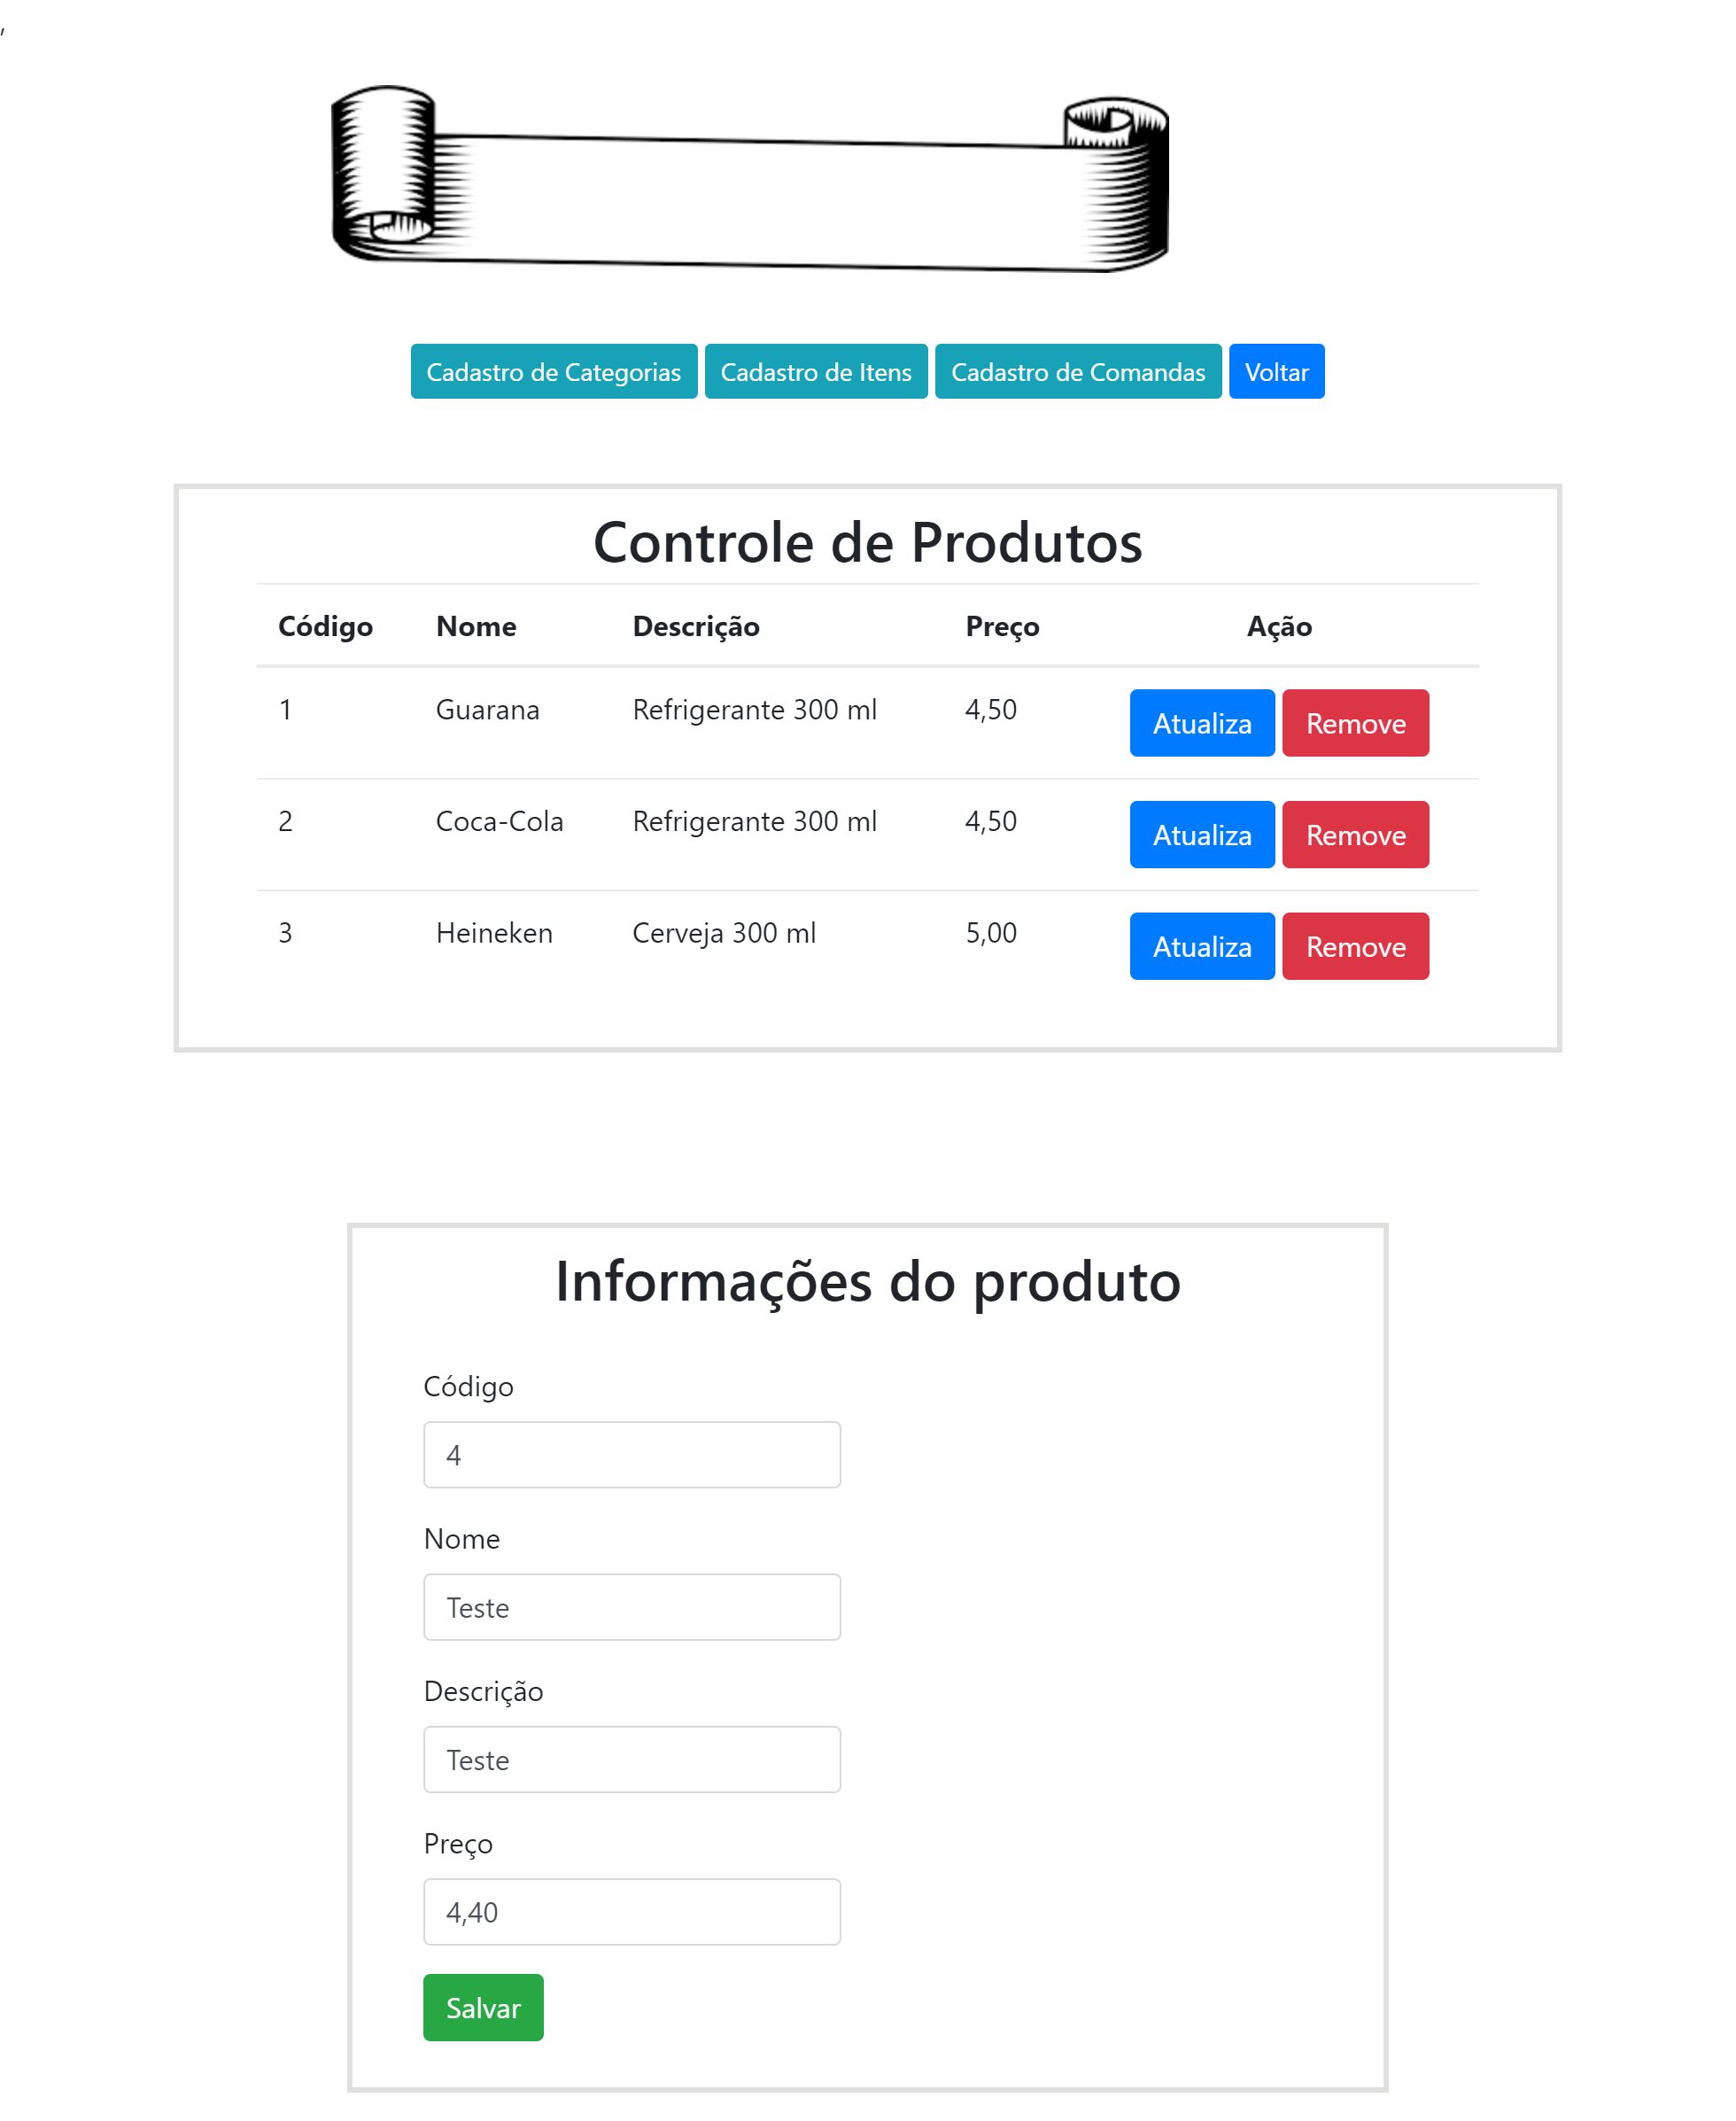 ,
Cadastro de Categorias Cadastro de Itens Cadastro de Comandas Voltar
Controle de Produtos
Código Nome Descrição Preço Ação
1 Guarana Refrigerante 300 ml 4,50 Atualiza Remove
2 Coca-Cola Refrigerante 300 ml 4,50 Atualiza Remove
3 Heineken Cerveja 300 ml 5,00 Atualiza Remove
Informações do produto
Código
4
Nome
Teste
Descrição
Teste
Preço
4,40
Salvar